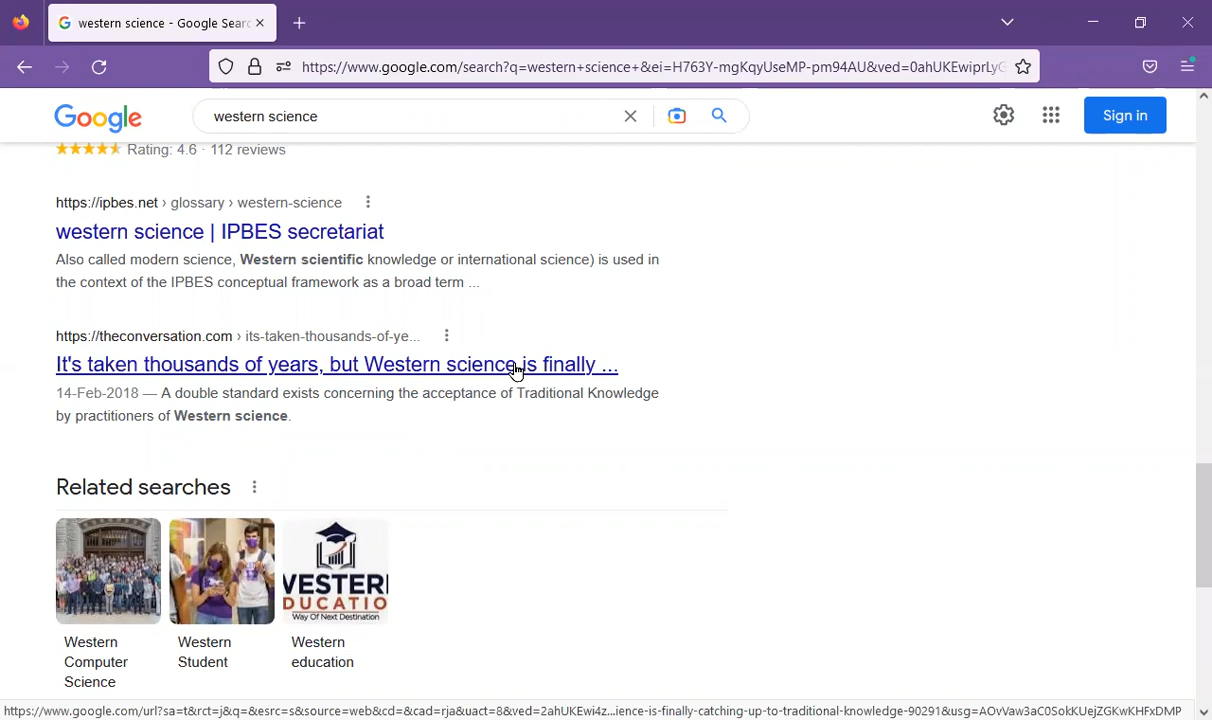 western science - Google Searc
https://www.google.com/search?q=western+science+&ei=H763Y-mgKqyUseMP-pm94AU&ved=0ahUKEwiprLyG
Google
western science
Sign in
Rating: 4.6 · 112 reviews
https://ipbes.net › glossary › western-science
western science | IPBES secretariat
Also called modern science, Western scientific knowledge or international science) is used in
the context of the IPBES conceptual framework as a broad term ...
https://theconversation.com › its-taken-thousands-of-ye...
It's taken thousands of years, but Western science is finally ...
14-Feb-2018 — A double standard exists concerning the acceptance of Traditional Knowledge
by practitioners of Western science.
Related searches
VESTERI
DUCATIO
Way Of Next Destination
Western
Computer
Science
Western
Student
Western
education
https://www.google.com/url?sa=t&rct=j&q=&esrc=s&source=web&cd=&cad=rja&uact=8&ved=2ahUKEwi4z...ience-is-finally-catching-up-to-traditional-knowledge-90291&usg=AOvVaw3aC0SokKUejZGKwKHFxDMP